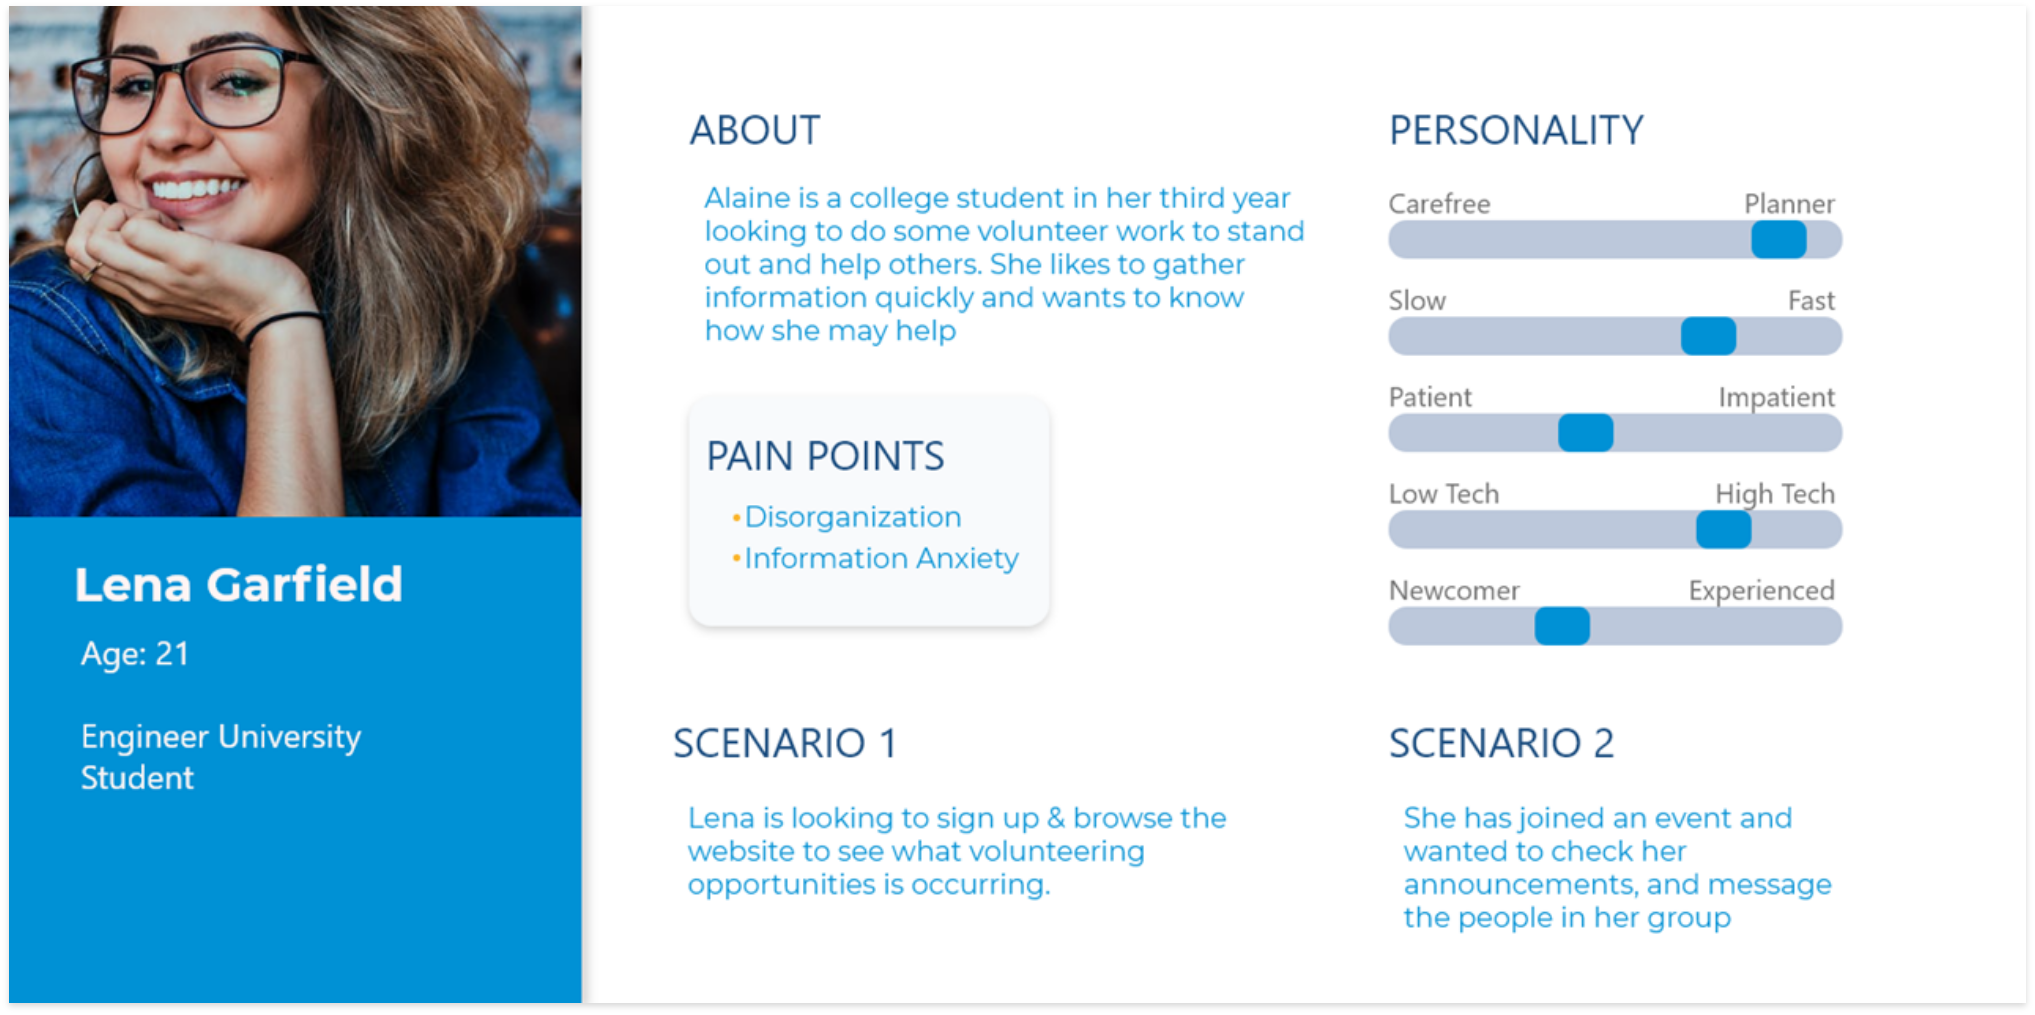 Lena Garfield
Age: 21
Engineer University
Student
ABOUT
Alaine is a college student in her third year
looking to do some volunteer work to stand
out and help others. She likes to gather
information quickly and wants to know
how she may help
PAIN POINTS
•Disorganization
•Information Anxiety
PERSONALITY
Carefree Planner
Slow Fast
Patient Impatient
Low Tech High Tech
Newcomer Experienced
SCENARIO 1
Lena is looking to sign up & browse the
website to see what volunteering
opportunities is occurring.
SCENARIO 2
She has joined an event and
wanted to check her
announcements, and message
the people in her group